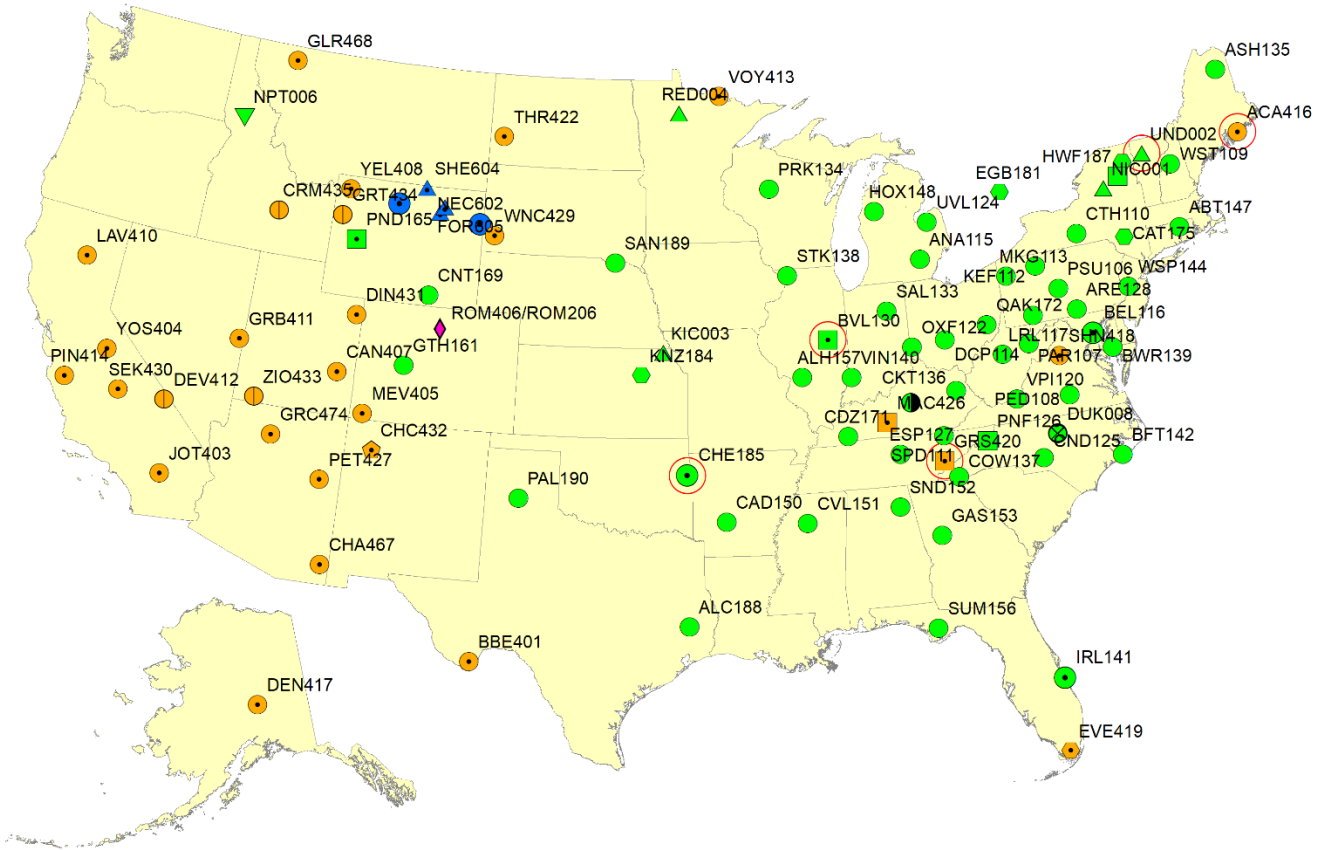 GLR468
ASH135
NPT006
VOY413
RED004
ACA416
THR422
UND002
HWF187
WST109
NIC001
YEL408
SHE604
PRK134
EGB181
CRM435
GRT434
NEC602
HOX148
ABT147
PND165
FOR605
WNC429
UVL124
CTH110
CAT175
LAV410
SAN189
STK138
ANA115
MKG113
KEF112
PSU106
WSP144
CNT169
ARE128
DIN431
SAL133
QAK172
BEL116
ROM406/ROM206
BVL130
GRB411
KIC003
OXF122
LRL117
SHN418
YOS404
GTH161
KNZ184
ALH157
VIN140
DCP114
PAR107
BWR139
PIN414
SEK430
DEV412
ZIO433
CAN407
CKT136
VPI120
MEV405
MAC426
PED108
GRC474
CHC432
CDZ171
PNF126
DUK008
ESP127
GRS420
CND125
BFT142
JOT403
PET427
CHE185
SPD111
COW137
PAL190
SND152
CAD150
CVL151
GAS153
CHA467
ALC188
SUM156
BBE401
IRL141
DEN417
EVE419